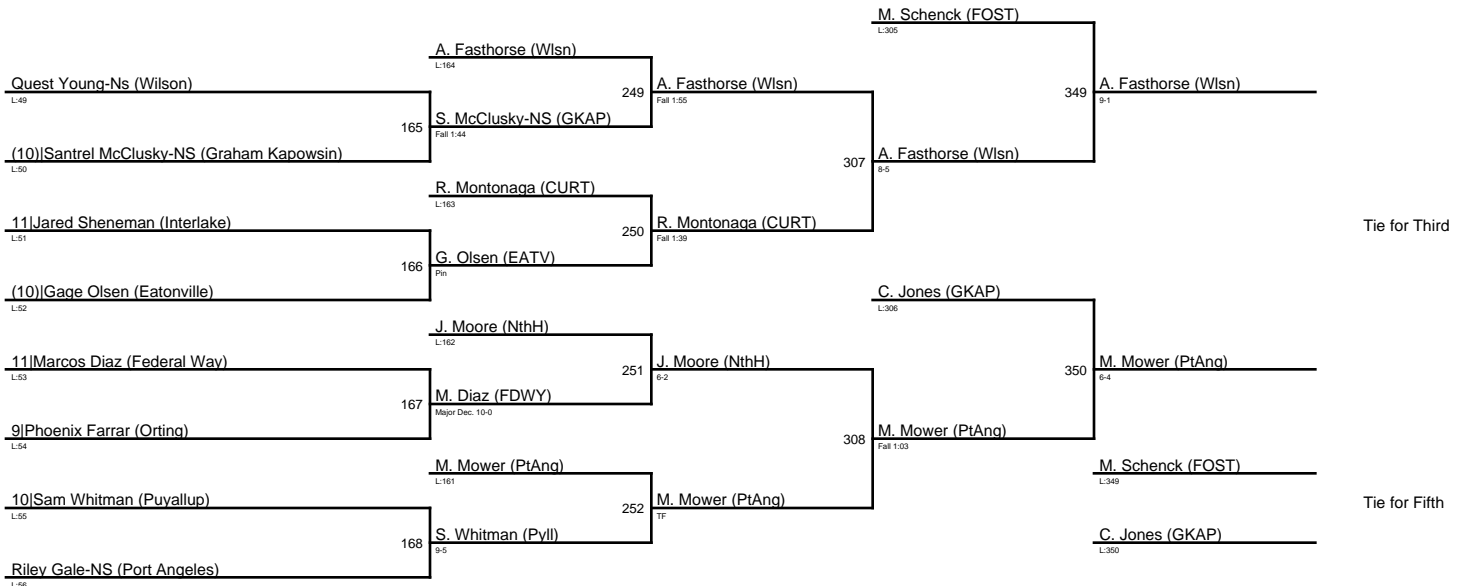 M. Schenck (FOST)
L:305
A. Fasthorse (Wlsn)
L:164
Quest Young-Ns (Wilson)
L:49
249
A. Fasthorse (Wlsn)
Fall 1:55
349
A. Fasthorse (Wlsn)
9-1
165
S. McClusky-NS (GKAP)
Fall 1:44
(10)|Santrel McClusky-NS (Graham Kapowsin)
L:50
307
A. Fasthorse (Wlsn)
8-5
R. Montonaga (CURT)
L:163
11|Jared Sheneman (Interlake)
L:51
250
R. Montonaga (CURT)
Fall 1:39
Tie for Third
166
G. Olsen (EATV)
Pin
(10)|Gage Olsen (Eatonville)
L:52
C. Jones (GKAP)
L:306
J. Moore (NthH)
L:162
11|Marcos Diaz (Federal Way)
L:53
251
J. Moore (NthH)
6-2
350
M. Mower (PtAng)
6-4
167
M. Diaz (FDWY)
Major Dec. 10-0
9|Phoenix Farrar (Orting)
L:54
308
M. Mower (PtAng)
Fall 1:03
M. Mower (PtAng)
L:161
M. Schenck (FOST)
L:349
10|Sam Whitman (Puyallup)
L:55
252
M. Mower (PtAng)
TF
Tie for Fifth
168
S. Whitman (Pyll)
9-5
C. Jones (GKAP)
L:350
Riley Gale-NS (Port Angeles)
L:56